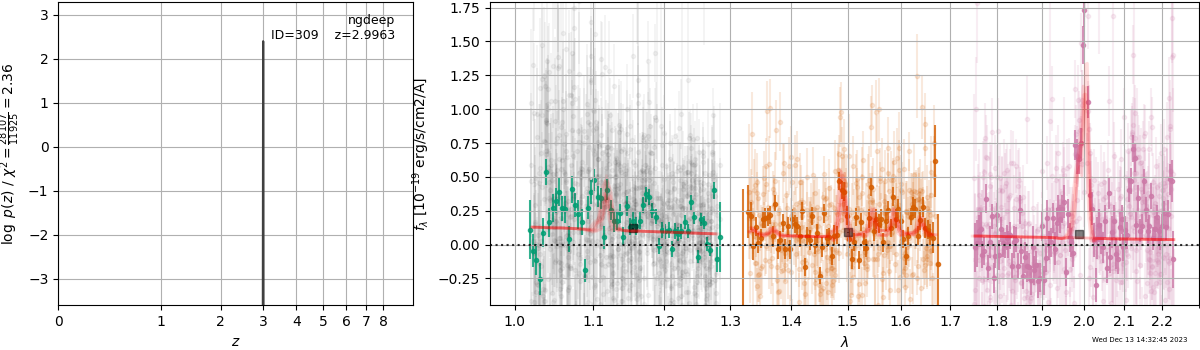 ngdeep
ID=309 z=2.9963
3
2
1
0
−1
−2
−3
log p(z) / χ² = 28107/11925 = 2.36
0 1 2 3 4 5 6 7 8
z
1.75
1.50
1.25
1.00
0.75
0.50
0.25
0.00
−0.25
f_λ [10^{−19} erg/s/cm2/A]
1.0 1.1 1.2 1.3 1.4 1.5 1.6 1.7 1.8 1.9 2.0 2.1 2.2
λ
Wed Dec 13 14:32:45 2023